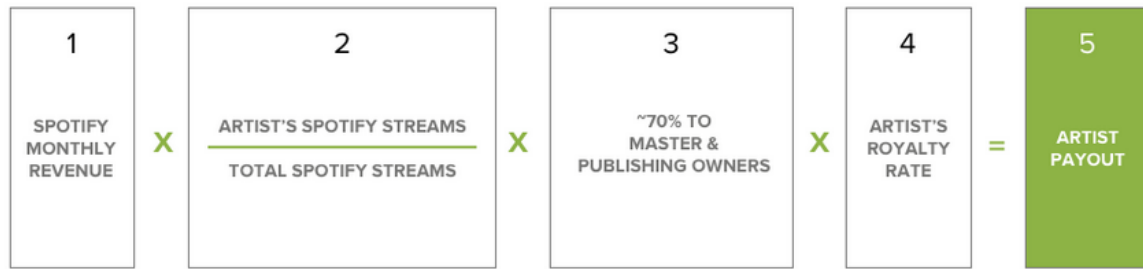 1
SPOTIFY
MONTHLY
REVENUE
X
2
ARTIST'S SPOTIFY STREAMS
TOTAL SPOTIFY STREAMS
X
3
~70% TO
MASTER &
PUBLISHING OWNERS
X
4
ARTIST'S
ROYALTY
RATE
=
5
ARTIST
PAYOUT